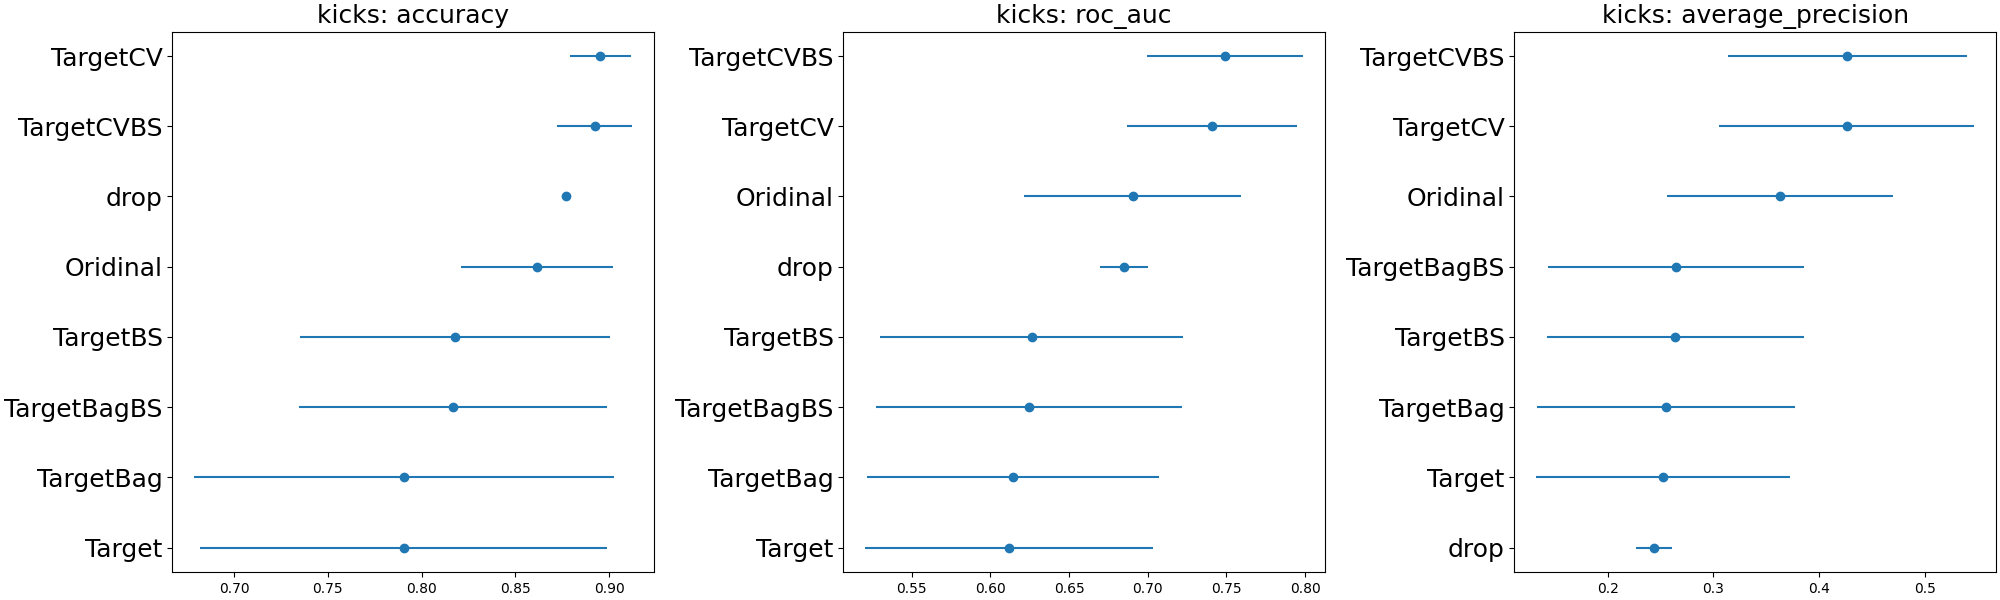 kicks: accuracy
TargetCV
TargetCVBS
drop
Oridinal
TargetBS
TargetBagBS
TargetBag
Target
0.70 0.75 0.80 0.85 0.90
kicks: roc_auc
TargetCVBS
TargetCV
Oridinal
drop
TargetBS
TargetBagBS
TargetBag
Target
0.55 0.60 0.65 0.70 0.75 0.80
kicks: average_precision
TargetCVBS
TargetCV
Oridinal
TargetBagBS
TargetBS
TargetBag
Target
drop
0.2 0.3 0.4 0.5